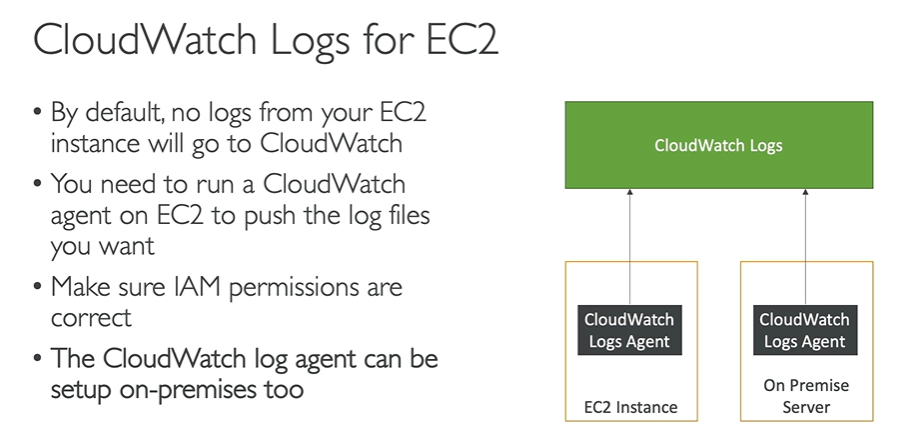 CloudWatch Logs for EC2
• By default, no logs from your EC2
instance will go to CloudWatch
• You need to run a CloudWatch
agent on EC2 to push the log files
you want
• Make sure IAM permissions are
correct
• The CloudWatch log agent can be
setup on-premises too
CloudWatch Logs
CloudWatch
Logs Agent
EC2 Instance
CloudWatch
Logs Agent
On Premise
Server